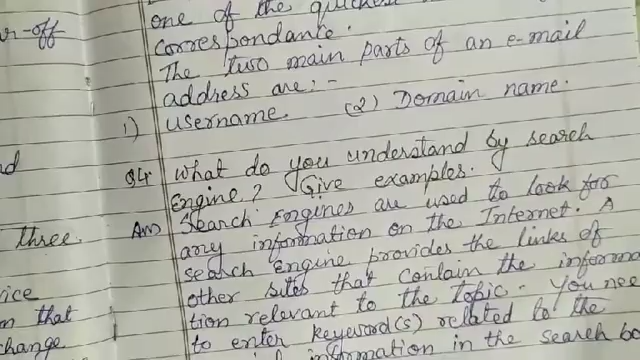 one of the quickest
correspondance.
The two main parts of an e-mail
address are:-
1) username. (2) Domain name.
Q4. What do you understand by search
Engine? Give examples.
Ans Search Engines are used to look for
any information on the Internet. A
search Engine provides the links of
other sites that contain the informa
tion relevant to the topic. You nee
to enter keyword(s) related to the
information in the search bo
r-off
three.
ice
that
change